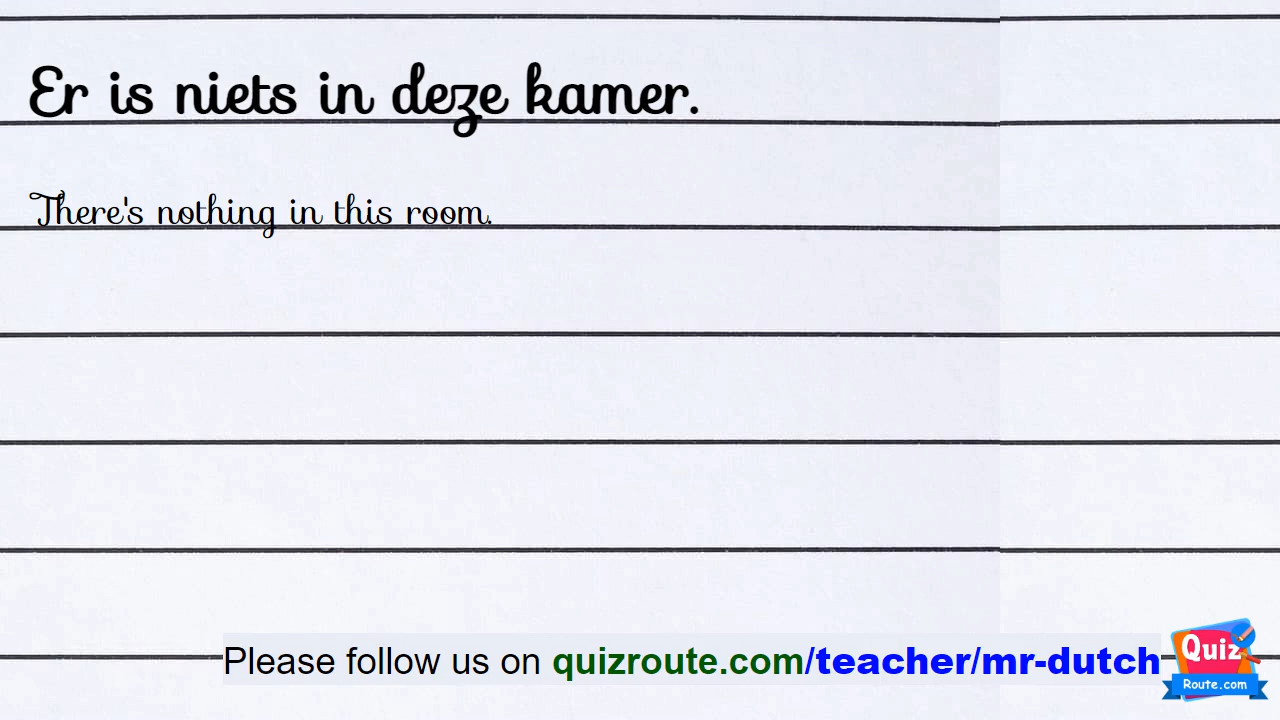 Er is niets in deze kamer.
There's nothing in this room.
Please follow us on quizroute.com/teacher/mr-dutch
Quiz
Route.com